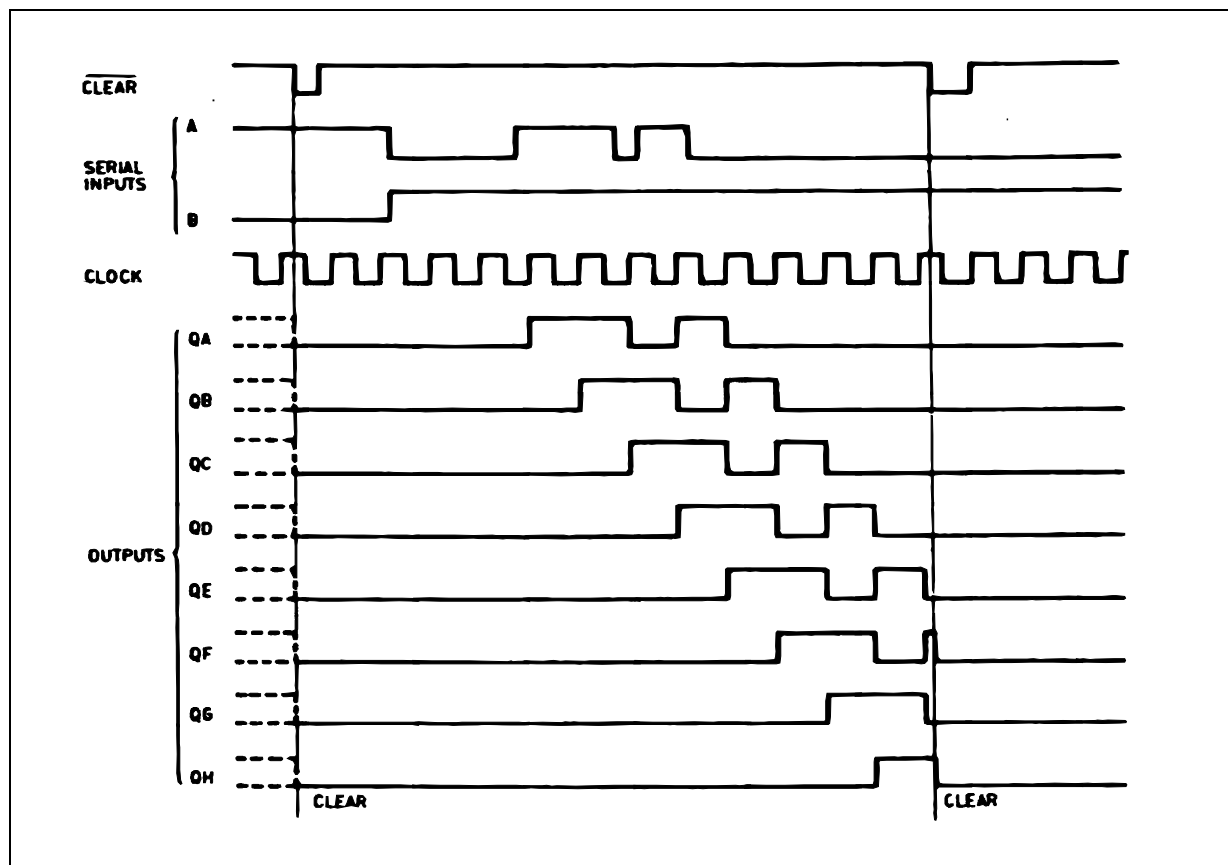 CLEAR
A
SERIAL
INPUTS
B
CLOCK
QA
QB
QC
QD
OUTPUTS
QE
QF
QG
QH
CLEAR
CLEAR